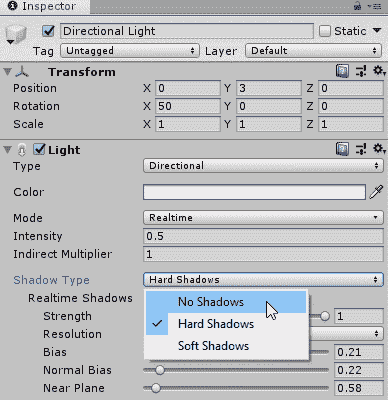 Inspector
Directional Light Static
Tag Untagged Layer Default
Transform
Position X 0 Y 3 Z 0
Rotation X 50 Y 0 Z 0
Scale X 1 Y 1 Z 1
Light
Type Directional
Color
Mode Realtime
Intensity 0.5
Indirect Multiplier 1
Shadow Type Hard Shadows
Realtime Shadows
No Shadows
Strength 1
Hard Shadows
Resolution
Soft Shadows
Bias 0.21
Normal Bias 0.22
Near Plane 0.58